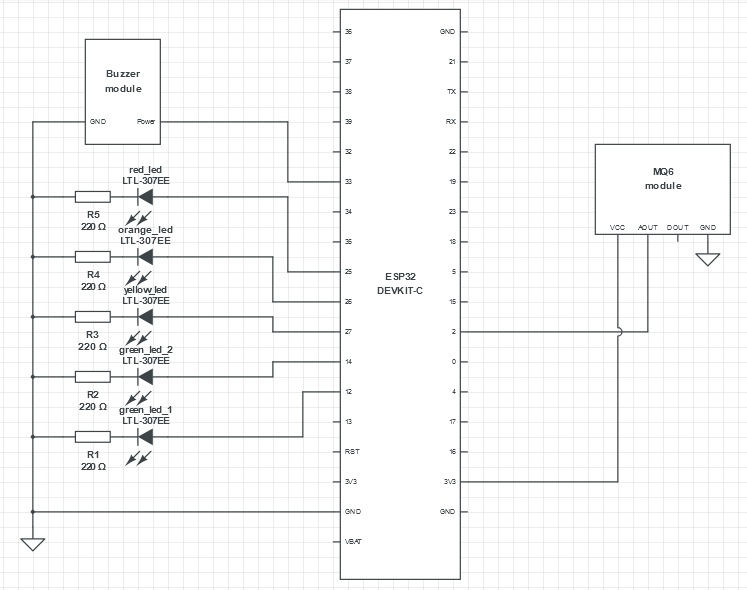 Buzzer
module
GND
Power
red_led
LTL-307EE
R5
220 Ω
orange_led
LTL-307EE
R4
220 Ω
yellow_led
LTL-307EE
R3
220 Ω
green_led_2
LTL-307EE
R2
220 Ω
green_led_1
LTL-307EE
R1
220 Ω
36
37
38
39
32
33
34
35
25
26
27
14
12
13
RST
3V3
GND
VBAT
ESP32
DEVKIT-C
GND
21
TX
RX
22
19
23
18
5
15
2
0
4
17
16
3V3
GND
MQ6
module
VCC
AOUT
DOUT
GND